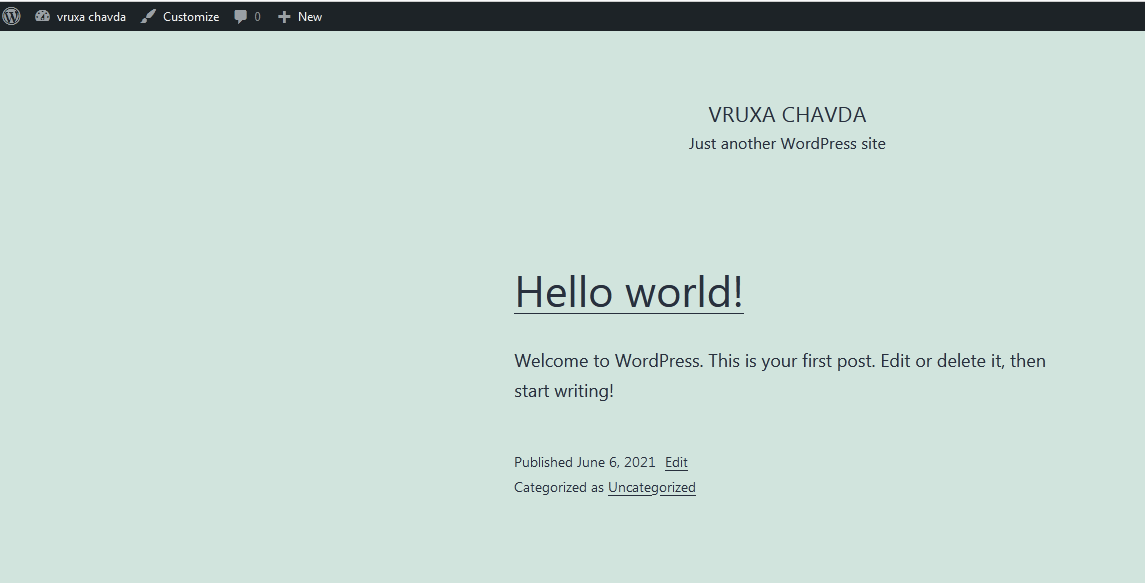 vruxa chavda Customize 0 New
VRUXA CHAVDA
Just another WordPress site
Hello world!
Welcome to WordPress. This is your first post. Edit or delete it, then
start writing!
Published June 6, 2021 Edit
Categorized as Uncategorized